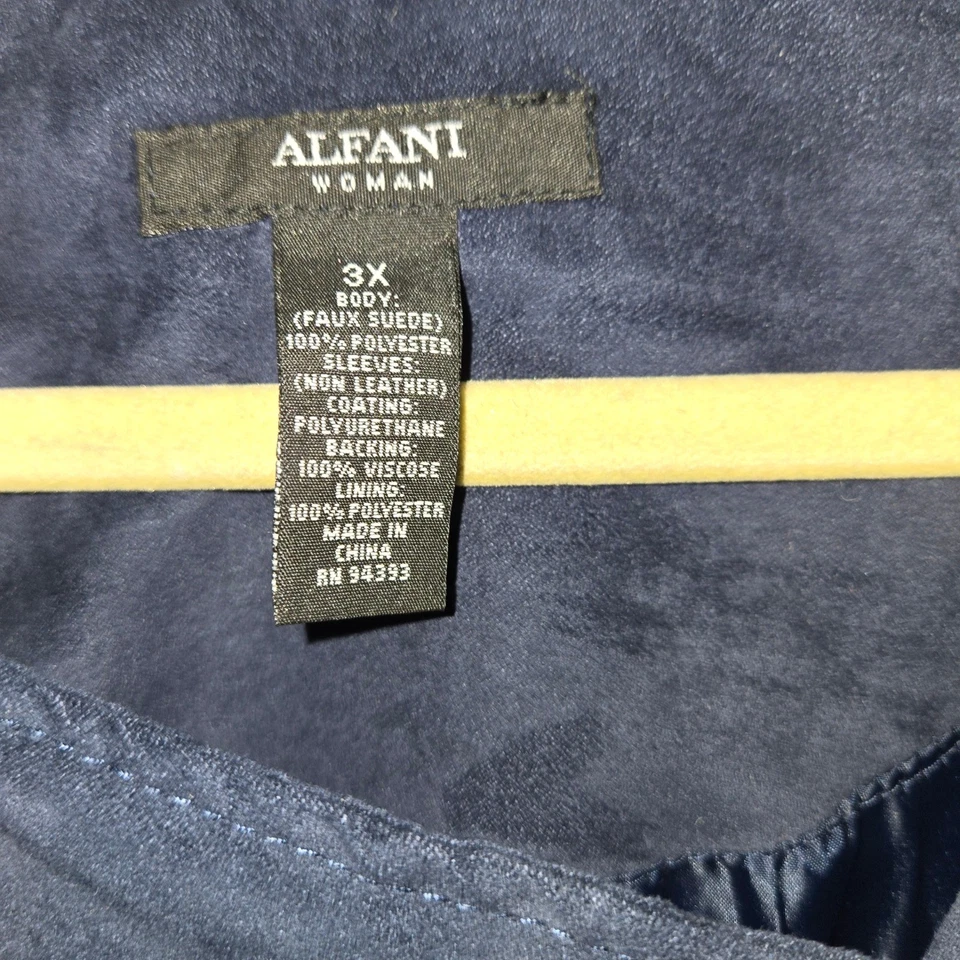 ALFANI
WOMAN
3X
BODY:
(FAUX SUEDE)
100% POLYESTER
SLEEVES:
(NON LEATHER)
COATING:
POLYURETHANE
BACKING:
100% VISCOSE
LINING:
100% POLYESTER
MADE IN
CHINA
RN 94393